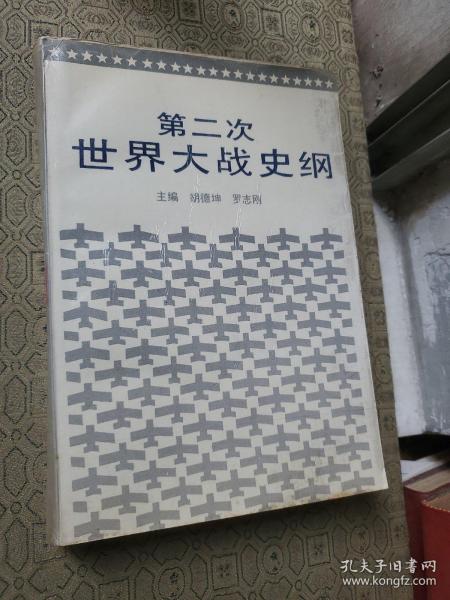 第二次
世界大战史纲
主编 胡德坤 罗志刚
孔夫子旧书网
www.kongfz.com